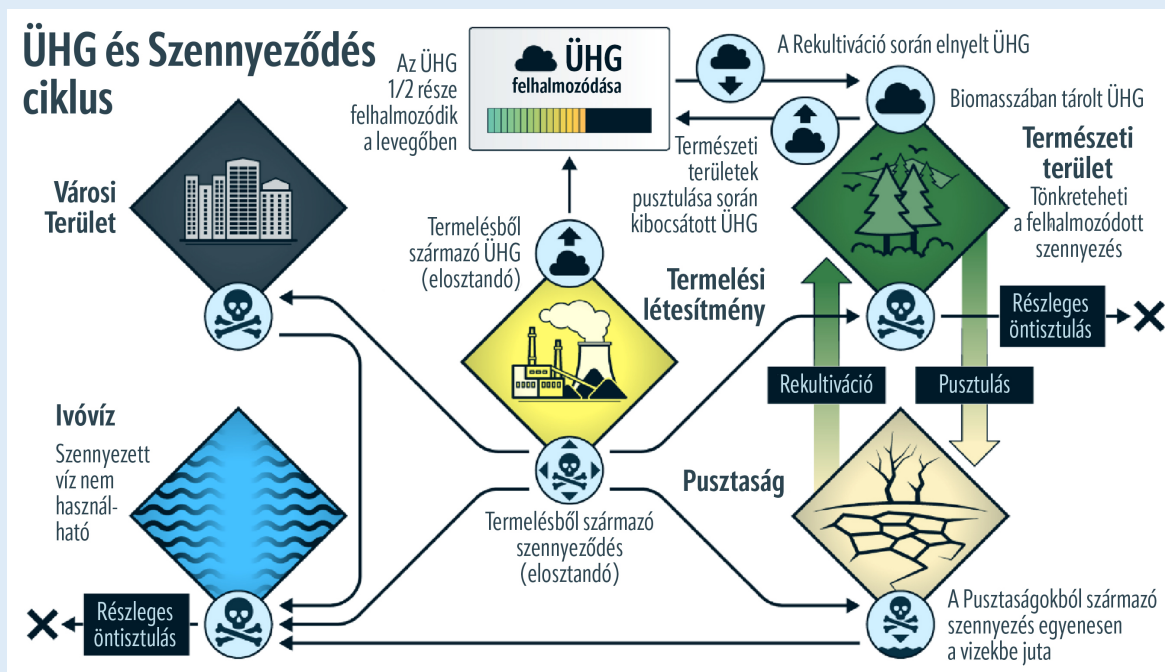 ÜHG és Szennyeződés
ciklus
Az ÜHG
1/2 része
felhalmozódik
a levegőben
ÜHG
felhalmozódása
A Rekultiváció során elnyelt ÜHG
Biomasszában tárolt ÜHG
Természeti
területek
pusztulása során
kibocsátott ÜHG
Természeti
terület
Tönkreteheti
a felhalmozódott
szennyezés
Városi
Terület
Termelésből
származó ÜHG
(elosztandó)
Termelési
létesítmény
Részleges
öntisztulás
Rekultiváció
Pusztulás
Ivóvíz
Szennyezett
víz nem
használ-
ható
Pusztaság
Termelésből származó
szennyeződés
(elosztandó)
Részleges
öntisztulás
A Pusztaságokból származó
szennyezés egyenesen
a vizekbe juta